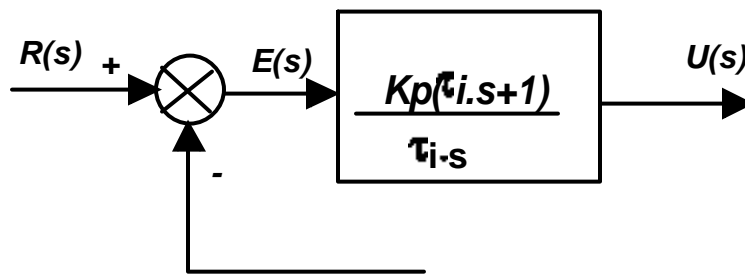 R(s)
+
E(s)
U(s)
Kp(τi.s+1)
τi.s
-